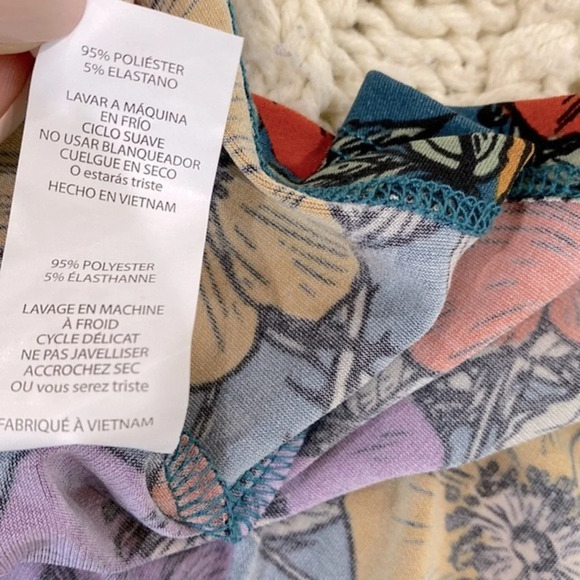 95% POLIÉSTER
5% ELASTANO
LAVAR A MÁQUINA
EN FRÍO
CICLO SUAVE
NO USAR BLANQUEADOR
CUELGUE EN SECO
O estarás triste
HECHO EN VIETNAM
95% POLYESTER
5% ÉLASTHANNE
LAVAGE EN MACHINE
À FROID
CYCLE DÉLICAT
NE PAS JAVELLISER
ACCROCHEZ SEC
OU vous serez triste
FABRIQUÉ À VIETNAM